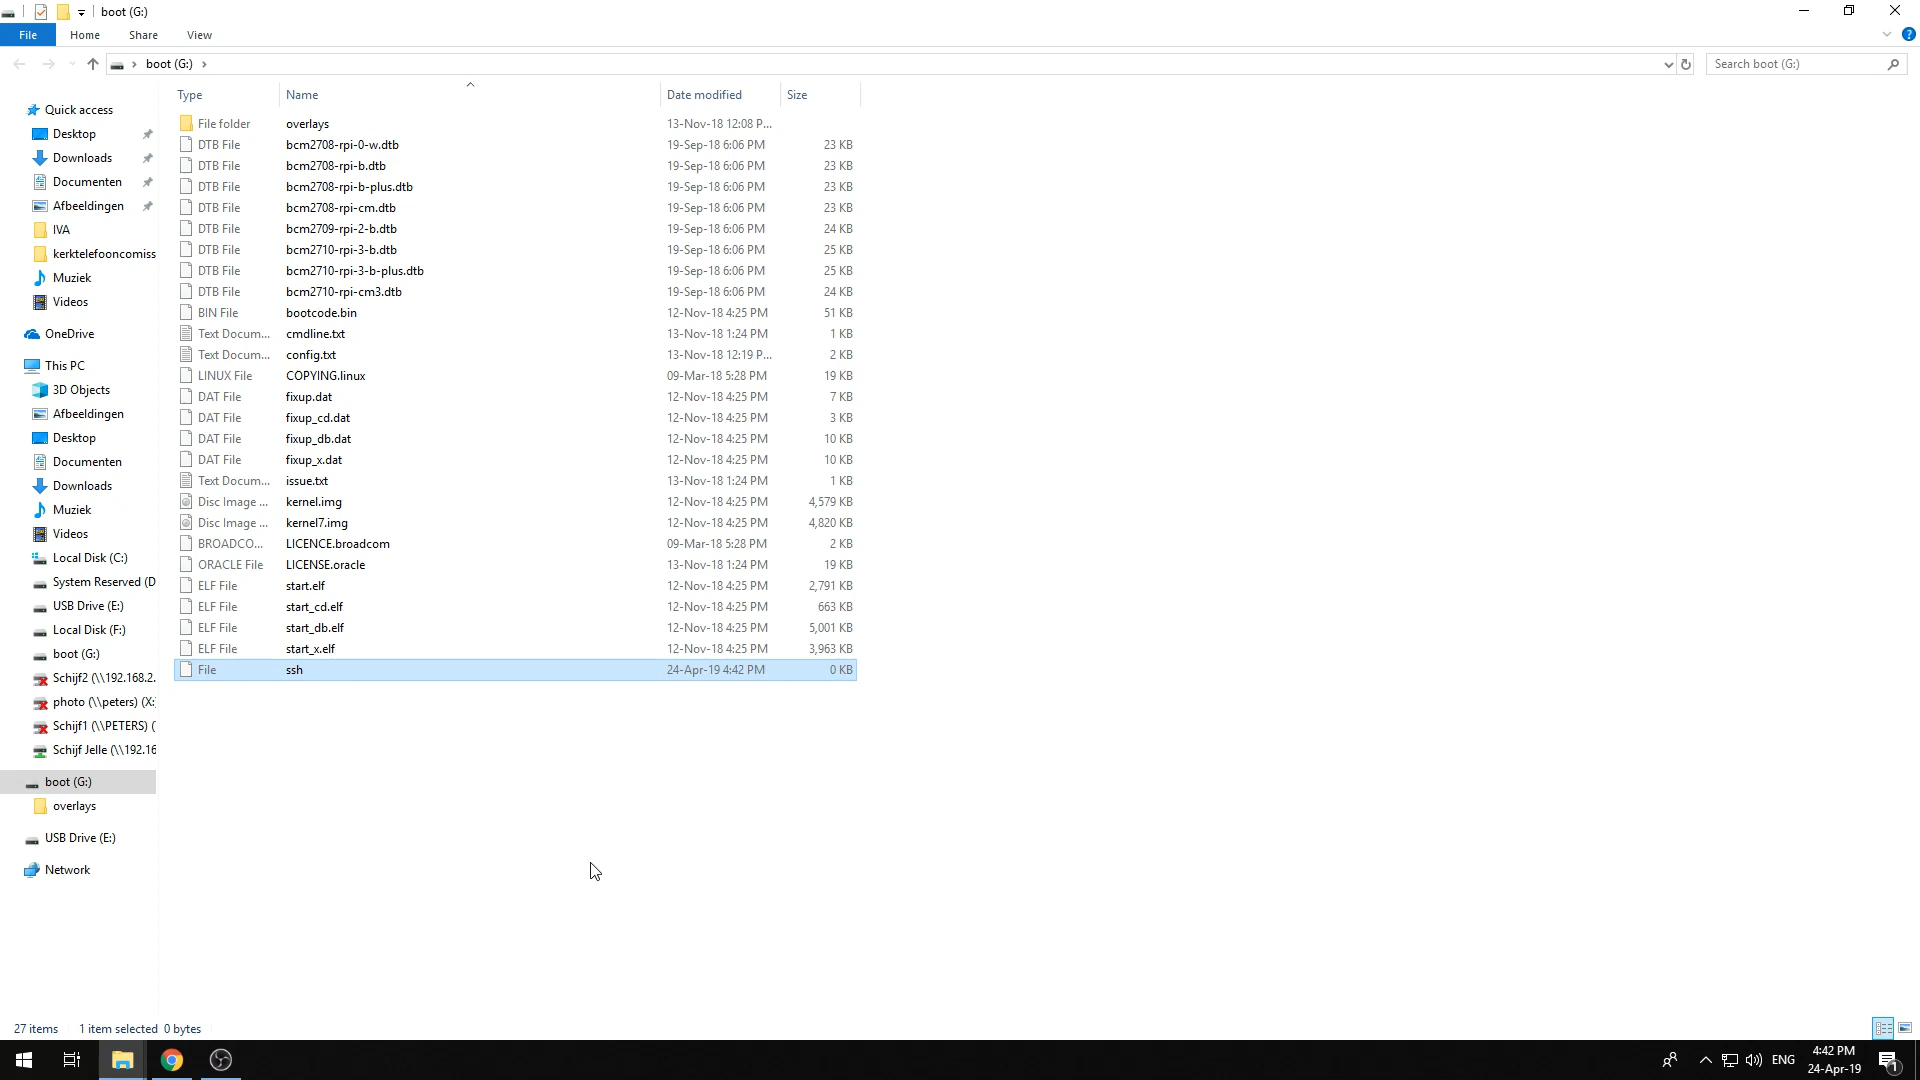 boot (G:)
File Home Share View
boot (G:)
Search boot (G:)
Type Name Date modified Size
File folder overlays 13-Nov-18 12:08 P...
DTB File bcm2708-rpi-0-w.dtb 19-Sep-18 6:06 PM 23 KB
DTB File bcm2708-rpi-b.dtb 19-Sep-18 6:06 PM 23 KB
DTB File bcm2708-rpi-b-plus.dtb 19-Sep-18 6:06 PM 23 KB
DTB File bcm2708-rpi-cm.dtb 19-Sep-18 6:06 PM 23 KB
DTB File bcm2709-rpi-2-b.dtb 19-Sep-18 6:06 PM 24 KB
DTB File bcm2710-rpi-3-b.dtb 19-Sep-18 6:06 PM 25 KB
DTB File bcm2710-rpi-3-b-plus.dtb 19-Sep-18 6:06 PM 25 KB
DTB File bcm2710-rpi-cm3.dtb 19-Sep-18 6:06 PM 24 KB
BIN File bootcode.bin 12-Nov-18 4:25 PM 51 KB
Text Docum... cmdline.txt 13-Nov-18 1:24 PM 1 KB
Text Docum... config.txt 13-Nov-18 12:19 P... 2 KB
LINUX File COPYING.linux 09-Mar-18 5:28 PM 19 KB
DAT File fixup.dat 12-Nov-18 4:25 PM 7 KB
DAT File fixup_cd.dat 12-Nov-18 4:25 PM 3 KB
DAT File fixup_db.dat 12-Nov-18 4:25 PM 10 KB
DAT File fixup_x.dat 12-Nov-18 4:25 PM 10 KB
Text Docum... issue.txt 13-Nov-18 1:24 PM 1 KB
Disc Image ... kernel.img 12-Nov-18 4:25 PM 4,579 KB
Disc Image ... kernel7.img 12-Nov-18 4:25 PM 4,820 KB
BROADCO... LICENCE.broadcom 09-Mar-18 5:28 PM 2 KB
ORACLE File LICENSE.oracle 13-Nov-18 1:24 PM 19 KB
ELF File start.elf 12-Nov-18 4:25 PM 2,791 KB
ELF File start_cd.elf 12-Nov-18 4:25 PM 663 KB
ELF File start_db.elf 12-Nov-18 4:25 PM 5,001 KB
ELF File start_x.elf 12-Nov-18 4:25 PM 3,963 KB
File ssh 24-Apr-19 4:42 PM 0 KB
Quick access
Desktop
Downloads
Documenten
Afbeeldingen
IVA
kerktelefooncomiss
Muziek
Videos
OneDrive
This PC
3D Objects
Afbeeldingen
Desktop
Documenten
Downloads
Muziek
Videos
Local Disk (C:)
System Reserved (D
USB Drive (E:)
Local Disk (F:)
boot (G:)
Schijf2 (\\192.168.2.
photo (\\peters) (X:
Schijf1 (\\PETERS) (
Schijf Jelle (\\192.16
boot (G:)
overlays
USB Drive (E:)
Network
27 items 1 item selected 0 bytes
ENG
4:42 PM
24-Apr-19
1